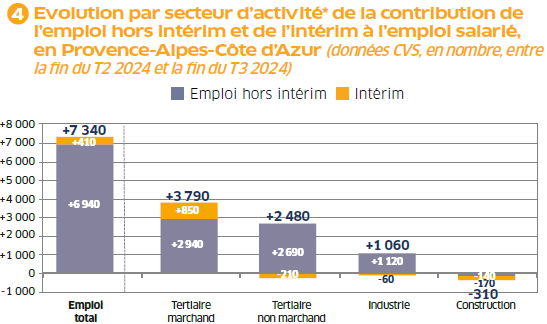 4 Evolution par secteur d'activité* de la contribution de
l'emploi hors intérim et de l'intérim à l'emploi salarié,
en Provence-Alpes-Côte d'Azur (données CVS, en nombre, entre
la fin du T2 2024 et la fin du T3 2024)
Emploi hors intérim Intérim
+8 000
+7 000
+6 000
+5 000
+4 000
+3 000
+2 000
+1 000
0
-1 000
+7 340
+410
+6 940
+3 790
+850
+2 940
+2 480
+2 690
-210
+1 060
+1 120
-60
-140
-170
-310
Emploi
total
Tertiaire
marchand
Tertiaire
non marchand
Industrie
Construction